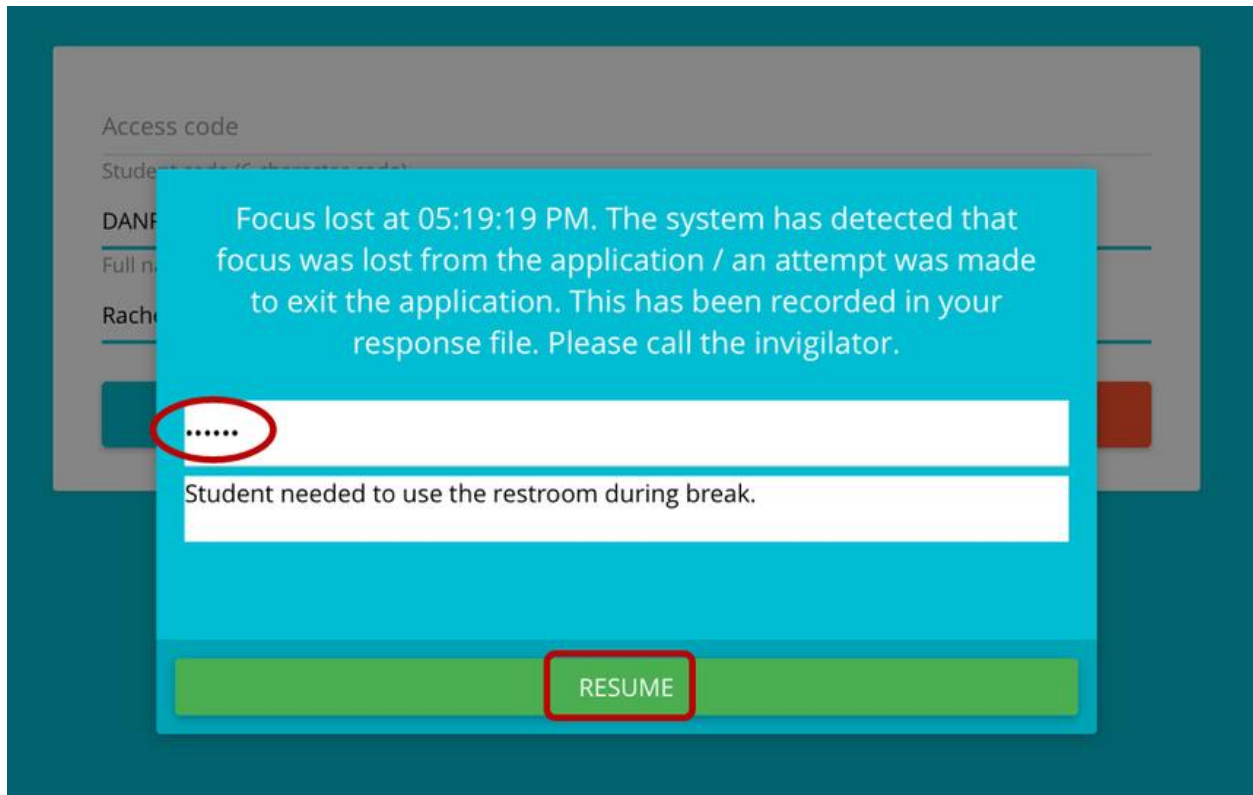 Access code
Focus lost at 05:19:19 PM. The system has detected that
focus was lost from the application / an attempt was made
to exit the application. This has been recorded in your
response file. Please call the invigilator.
••••••
Student needed to use the restroom during break.
RESUME